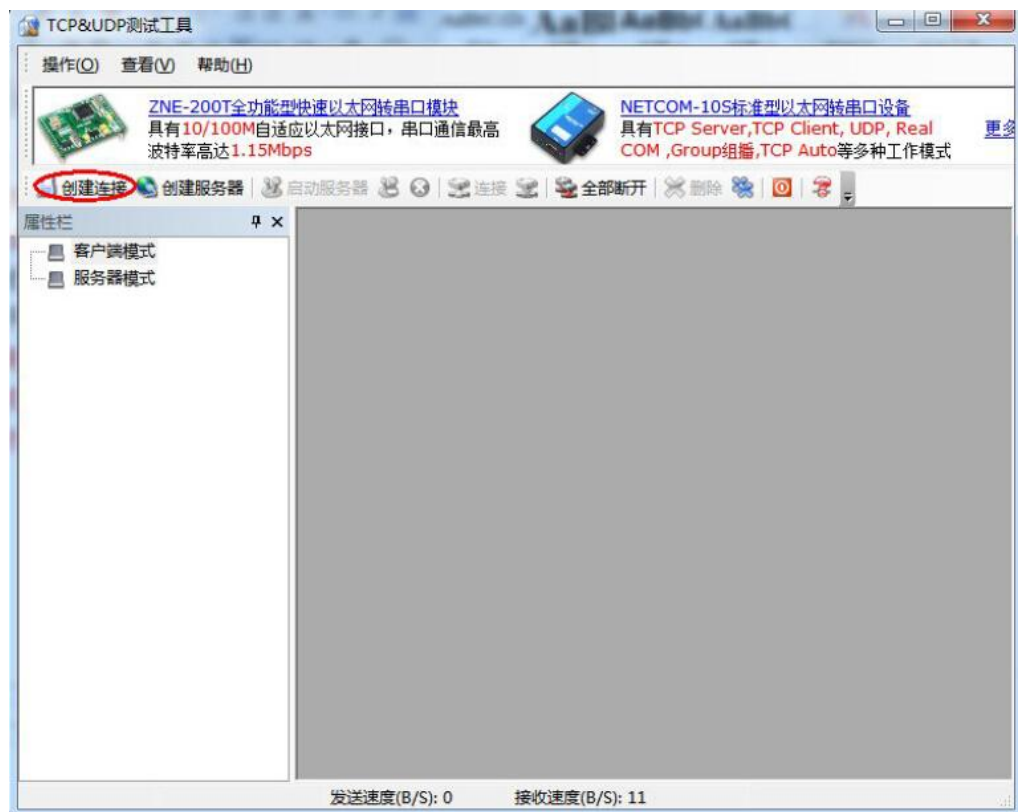 TCP&UDP测试工具
操作(O) 查看(V) 帮助(H)
ZNE-200T全功能型快速以太网转串口模块
具有10/100M自适应以太网接口，串口通信最高
波特率高达1.15Mbps
NETCOM-10S标准型以太网转串口设备
具有TCP Server,TCP Client, UDP, Real
COM ,Group组播,TCP Auto等多种工作模式
更多
创建连接 创建服务器 启动服务器 连接 全部断开 删除
属性栏
客户端模式
服务器模式
发送速度(B/S): 0 接收速度(B/S): 11